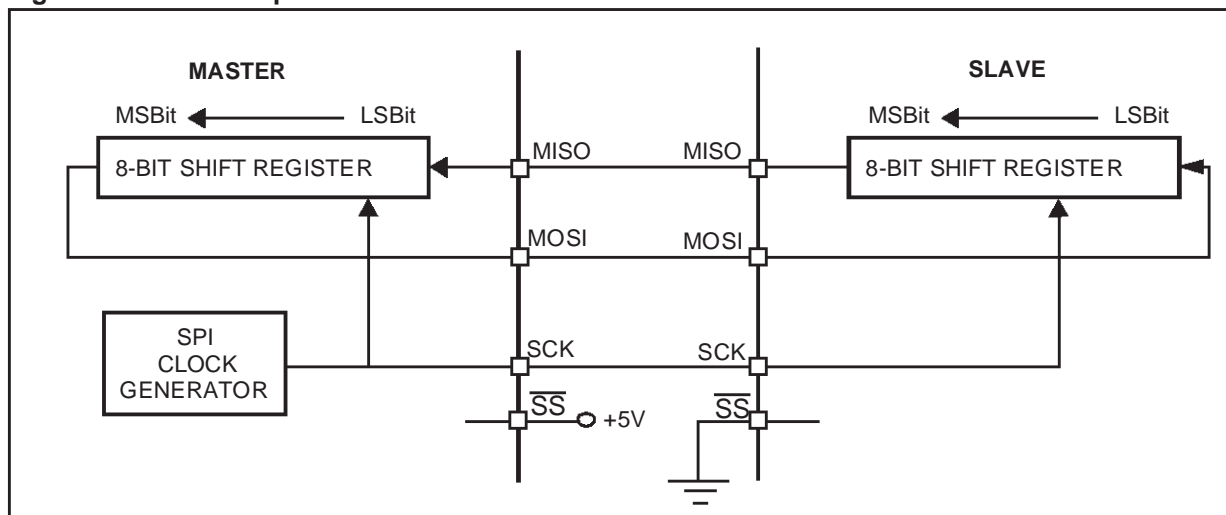 MASTER
SLAVE
MSBit LSBit
MSBit LSBit
8-BIT SHIFT REGISTER
MISO MISO
8-BIT SHIFT REGISTER
MOSI MOSI
SPI
CLOCK
GENERATOR
SCK SCK
SS +5V
SS